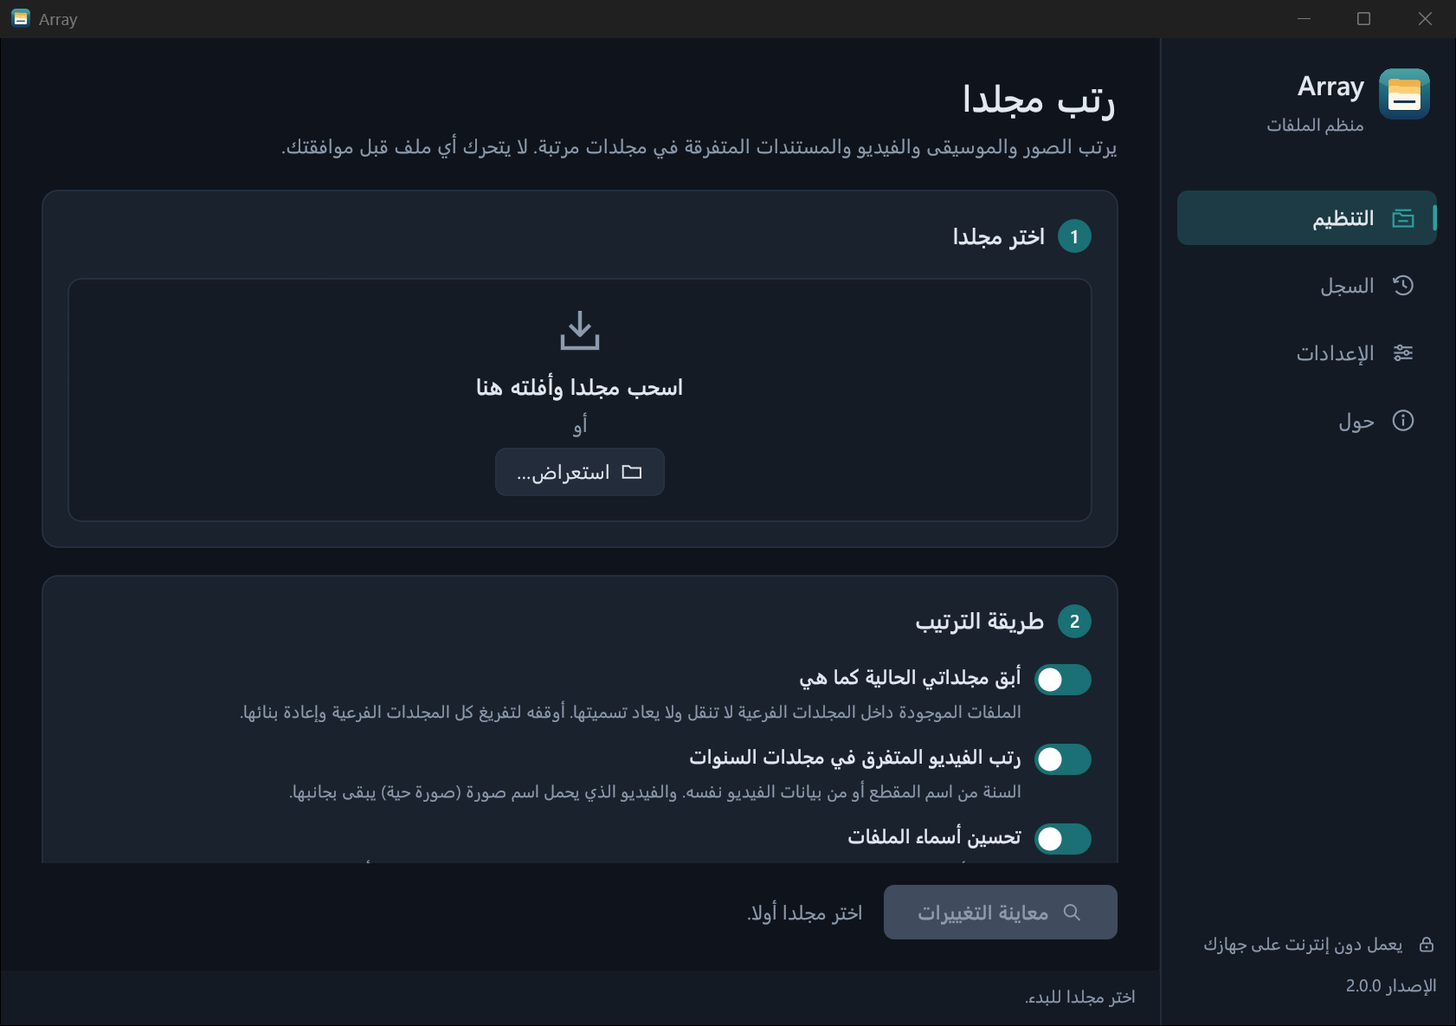 Array
Array
منظم الملفات
التنظيم
السجل
الإعدادات
حول
يعمل دون إنترنت على جهازك
الإصدار 2.0.0
رتب مجلدا
يرتب الصور والموسيقى والفيديو والمستندات المتفرقة في مجلدات مرتبة. لا يتحرك أي ملف قبل موافقتك.
1 اختر مجلدا
اسحب مجلدا وأفلته هنا
أو
استعراض...
2 طريقة الترتيب
أبق مجلداتي الحالية كما هي
الملفات الموجودة داخل المجلدات الفرعية لا تنقل ولا يعاد تسميتها. أوقفه لتفريغ كل المجلدات الفرعية وإعادة بنائها.
رتب الفيديو المتفرق في مجلدات السنوات
السنة من اسم المقطع أو من بيانات الفيديو نفسه. والفيديو الذي يحمل اسم صورة (صورة حية) يبقى بجانبها.
تحسين أسماء الملفات
معاينة التغييرات
اختر مجلدا أولا.
اختر مجلدا للبدء.